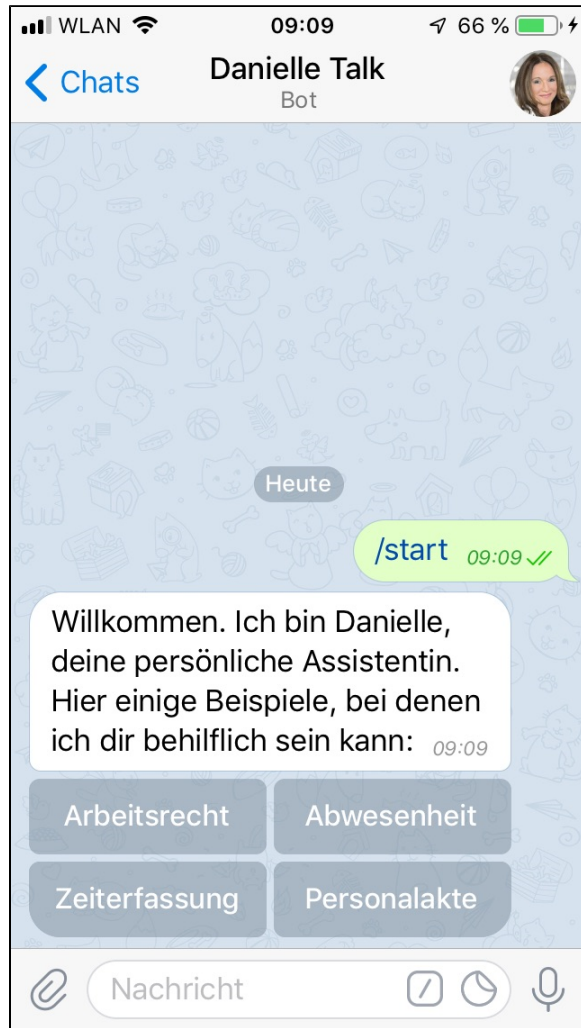 WLAN 09:09 66 %
Chats Danielle Talk
Bot
Heute
/start 09:09
Willkommen. Ich bin Danielle,
deine persönliche Assistentin.
Hier einige Beispiele, bei denen
ich dir behilflich sein kann: 09:09
Arbeitsrecht Abwesenheit
Zeiterfassung Personalakte
Nachricht